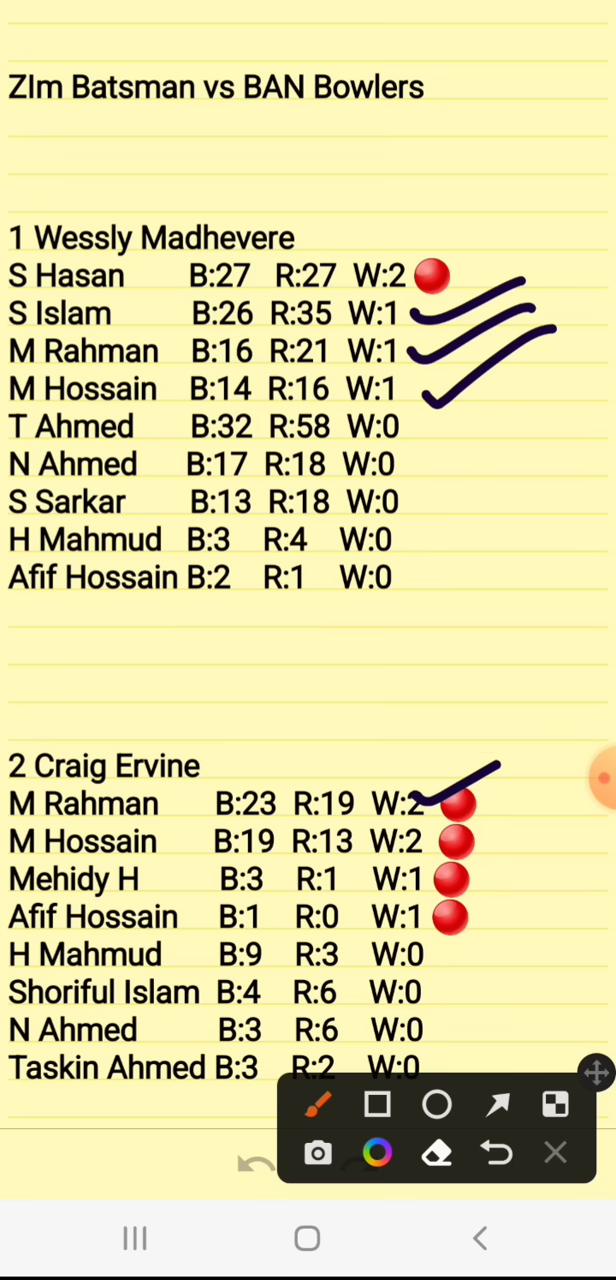 ZIm Batsman vs BAN Bowlers
1 Wessly Madhevere
S Hasan B:27 R:27 W:2
S Islam B:26 R:35 W:1
M Rahman B:16 R:21 W:1
M Hossain B:14 R:16 W:1
T Ahmed B:32 R:58 W:0
N Ahmed B:17 R:18 W:0
S Sarkar B:13 R:18 W:0
H Mahmud B:3 R:4 W:0
Afif Hossain B:2 R:1 W:0
2 Craig Ervine
M Rahman B:23 R:19 W:2
M Hossain B:19 R:13 W:2
Mehidy H B:3 R:1 W:1
Afif Hossain B:1 R:0 W:1
H Mahmud B:9 R:3 W:0
Shoriful Islam B:4 R:6 W:0
N Ahmed B:3 R:6 W:0
Taskin Ahmed B:3 R:2 W:0